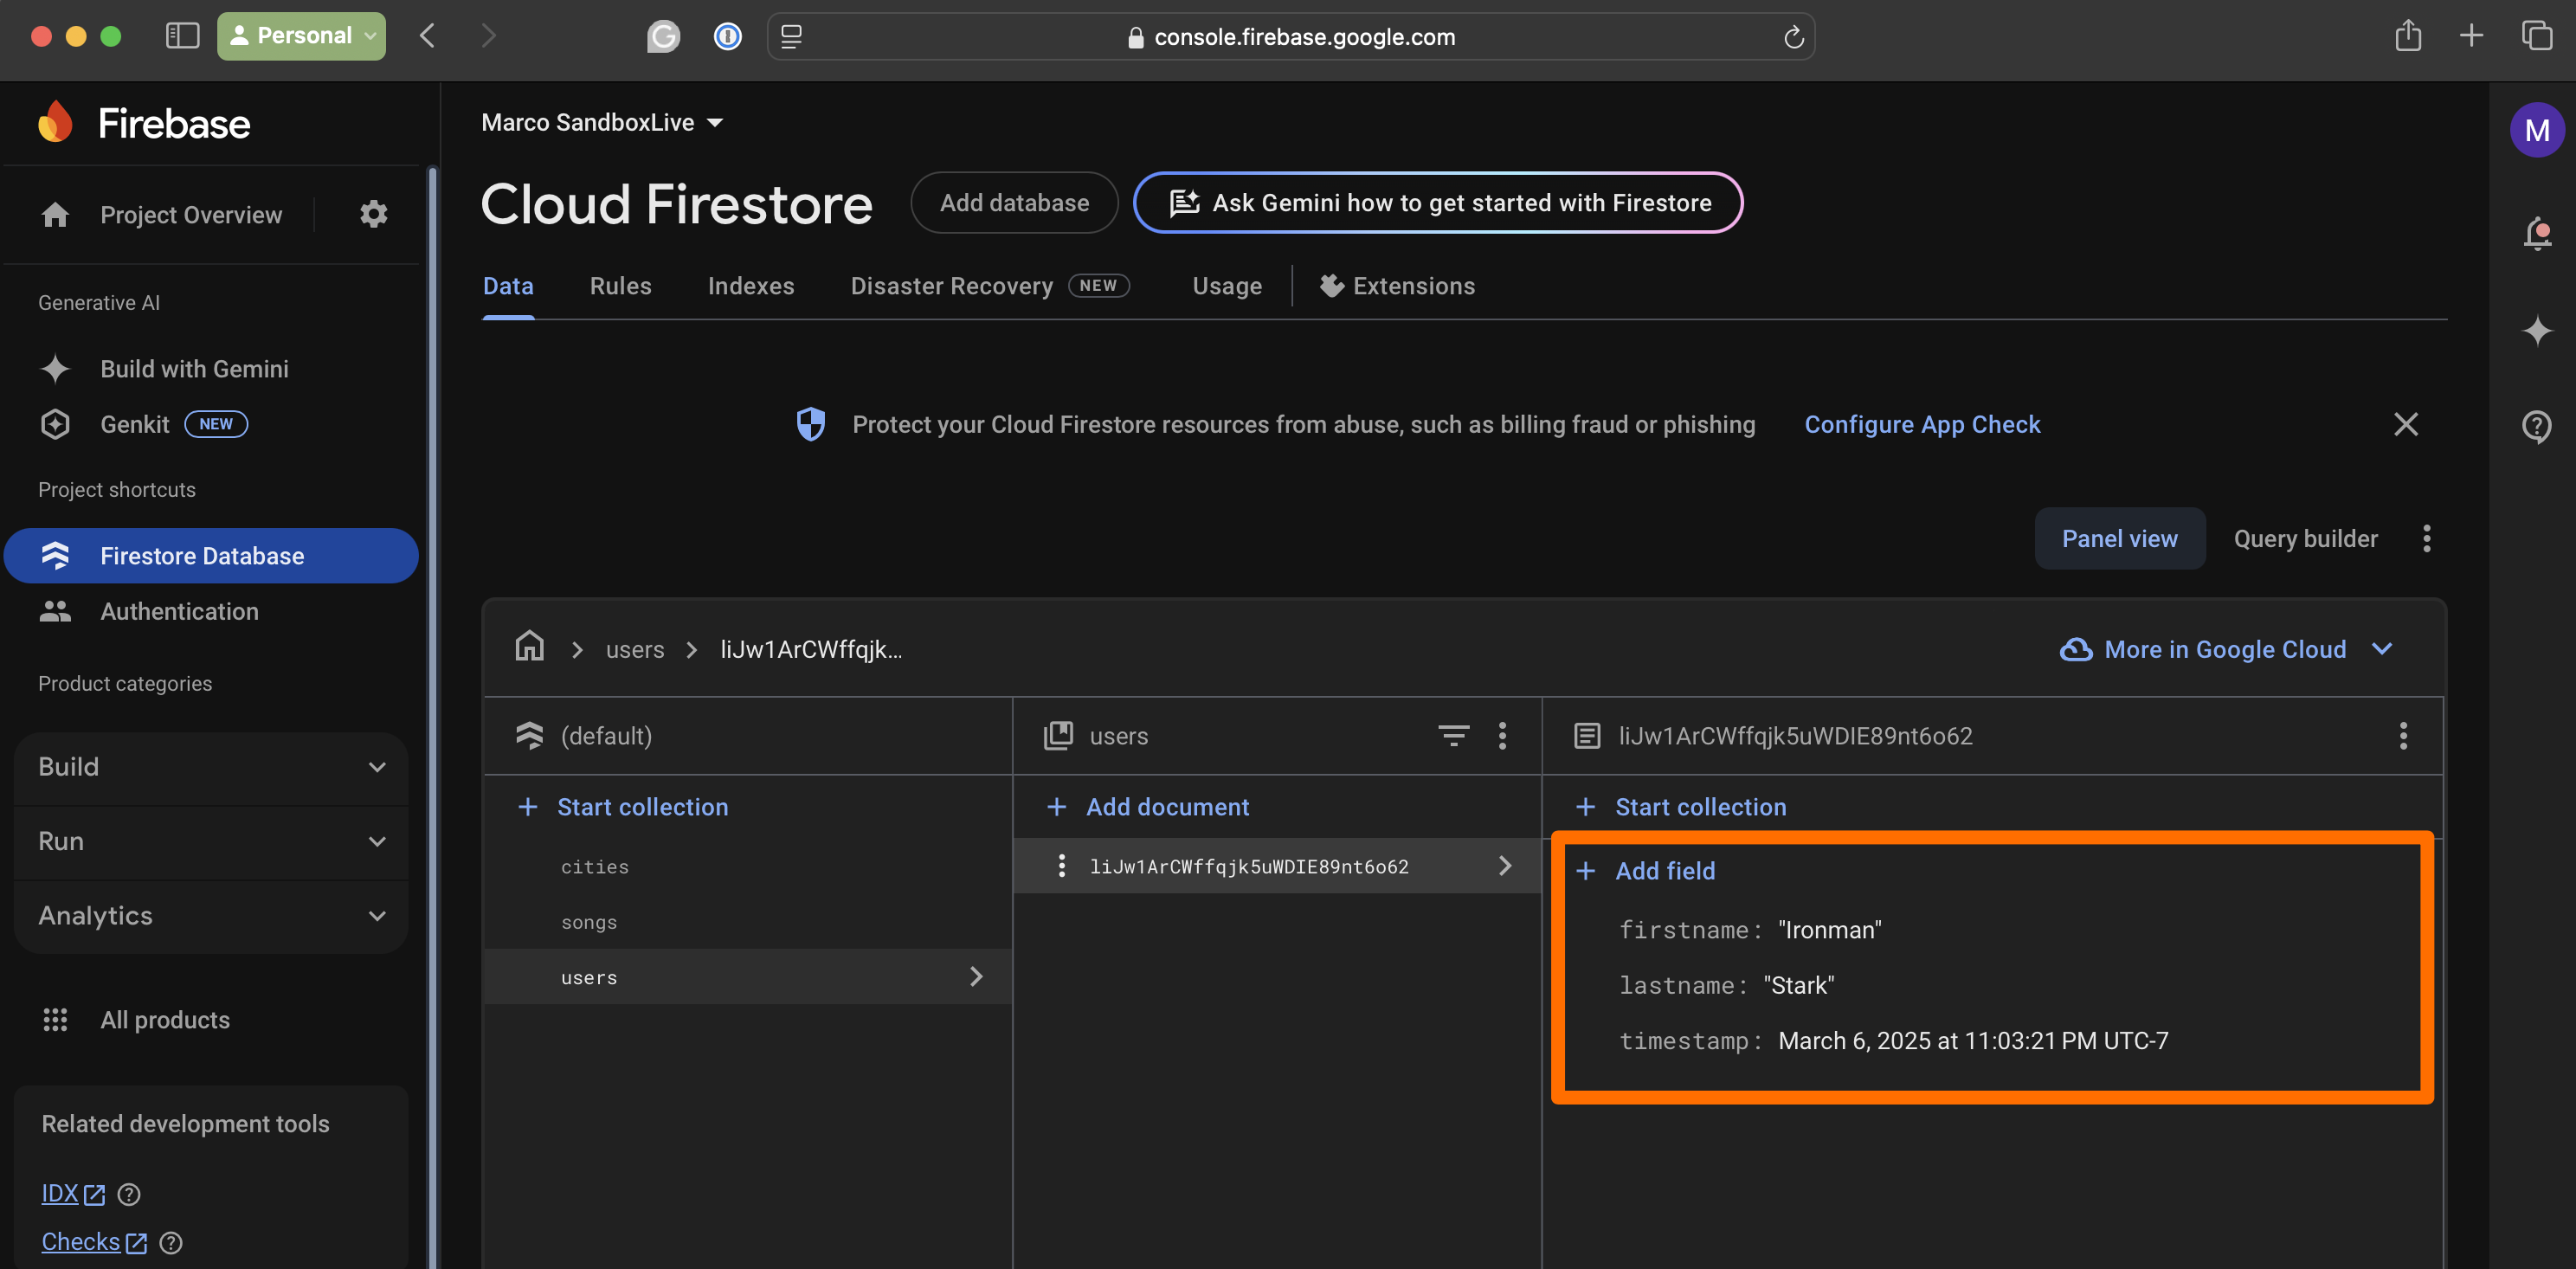 Personal
console.firebase.google.com
Firebase
Project Overview
Generative AI
Build with Gemini
Genkit NEW
Project shortcuts
Firestore Database
Authentication
Product categories
Build
Run
Analytics
All products
Related development tools
IDX
Checks
Marco SandboxLive
Cloud Firestore
Add database
Ask Gemini how to get started with Firestore
Data Rules Indexes Disaster Recovery NEW Usage Extensions
Protect your Cloud Firestore resources from abuse, such as billing fraud or phishing Configure App Check
Panel view Query builder
users liJw1ArCWffqjk...
More in Google Cloud
(default)
Start collection
cities
songs
users
users
Add document
liJw1ArCWffqjk5uWDIE89nt6o62
liJw1ArCWffqjk5uWDIE89nt6o62
Start collection
Add field
firstname: "Ironman"
lastname: "Stark"
timestamp: March 6, 2025 at 11:03:21 PM UTC-7
M